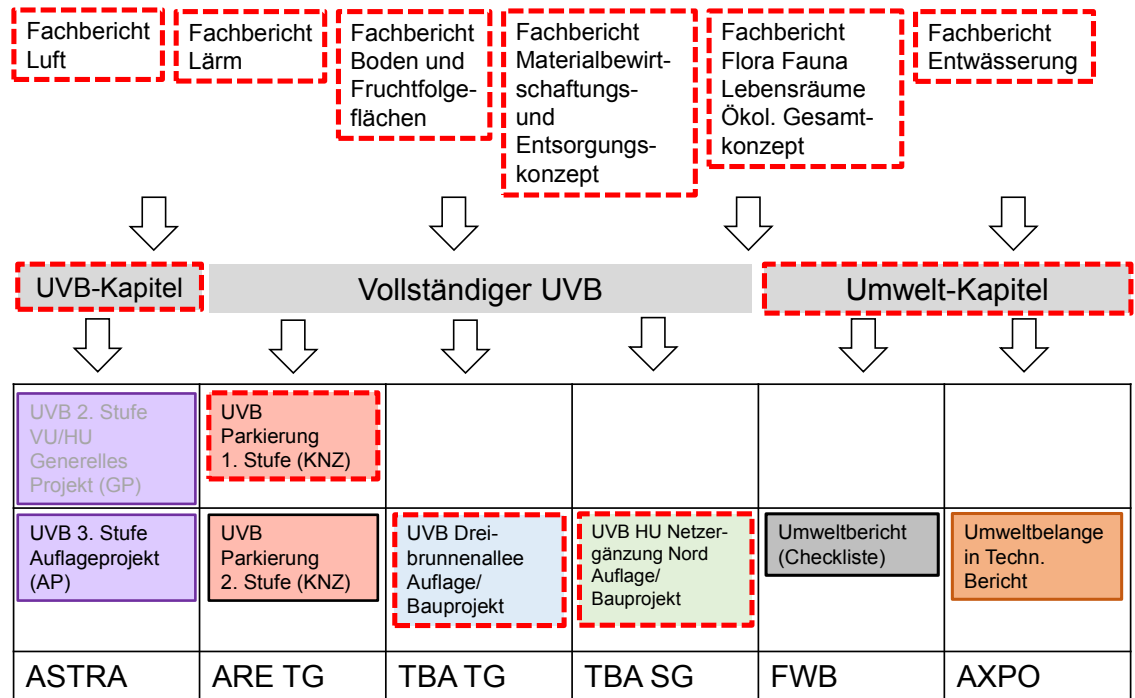 Fachbericht
Luft
Fachbericht
Lärm
Fachbericht
Boden und
Fruchtfolge-
flächen
Fachbericht
Materialbewirt-
schaftungs-
und
Entsorgungs-
konzept
Fachbericht
Flora Fauna
Lebensräume
Ökol. Gesamt-
konzept
Fachbericht
Entwässerung
UVB-Kapitel
Vollständiger UVB
Umwelt-Kapitel
UVB 2. Stufe
VU/HU
Generelles
Projekt (GP)
UVB
Parkierung
1. Stufe (KNZ)
UVB 3. Stufe
Auflageprojekt
(AP)
UVB
Parkierung
2. Stufe (KNZ)
UVB Drei-
brunnenallee
Auflage/
Bauprojekt
UVB HU Netzer-
gänzung Nord
Auflage/
Bauprojekt
Umweltbericht
(Checkliste)
Umweltbelange
in Techn.
Bericht
ASTRA
ARE TG
TBA TG
TBA SG
FWB
AXPO